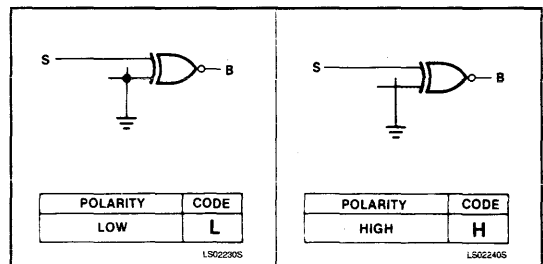 S B
POLARITY CODE
LOW L
LS02230S
S B
POLARITY CODE
HIGH H
LS02240S